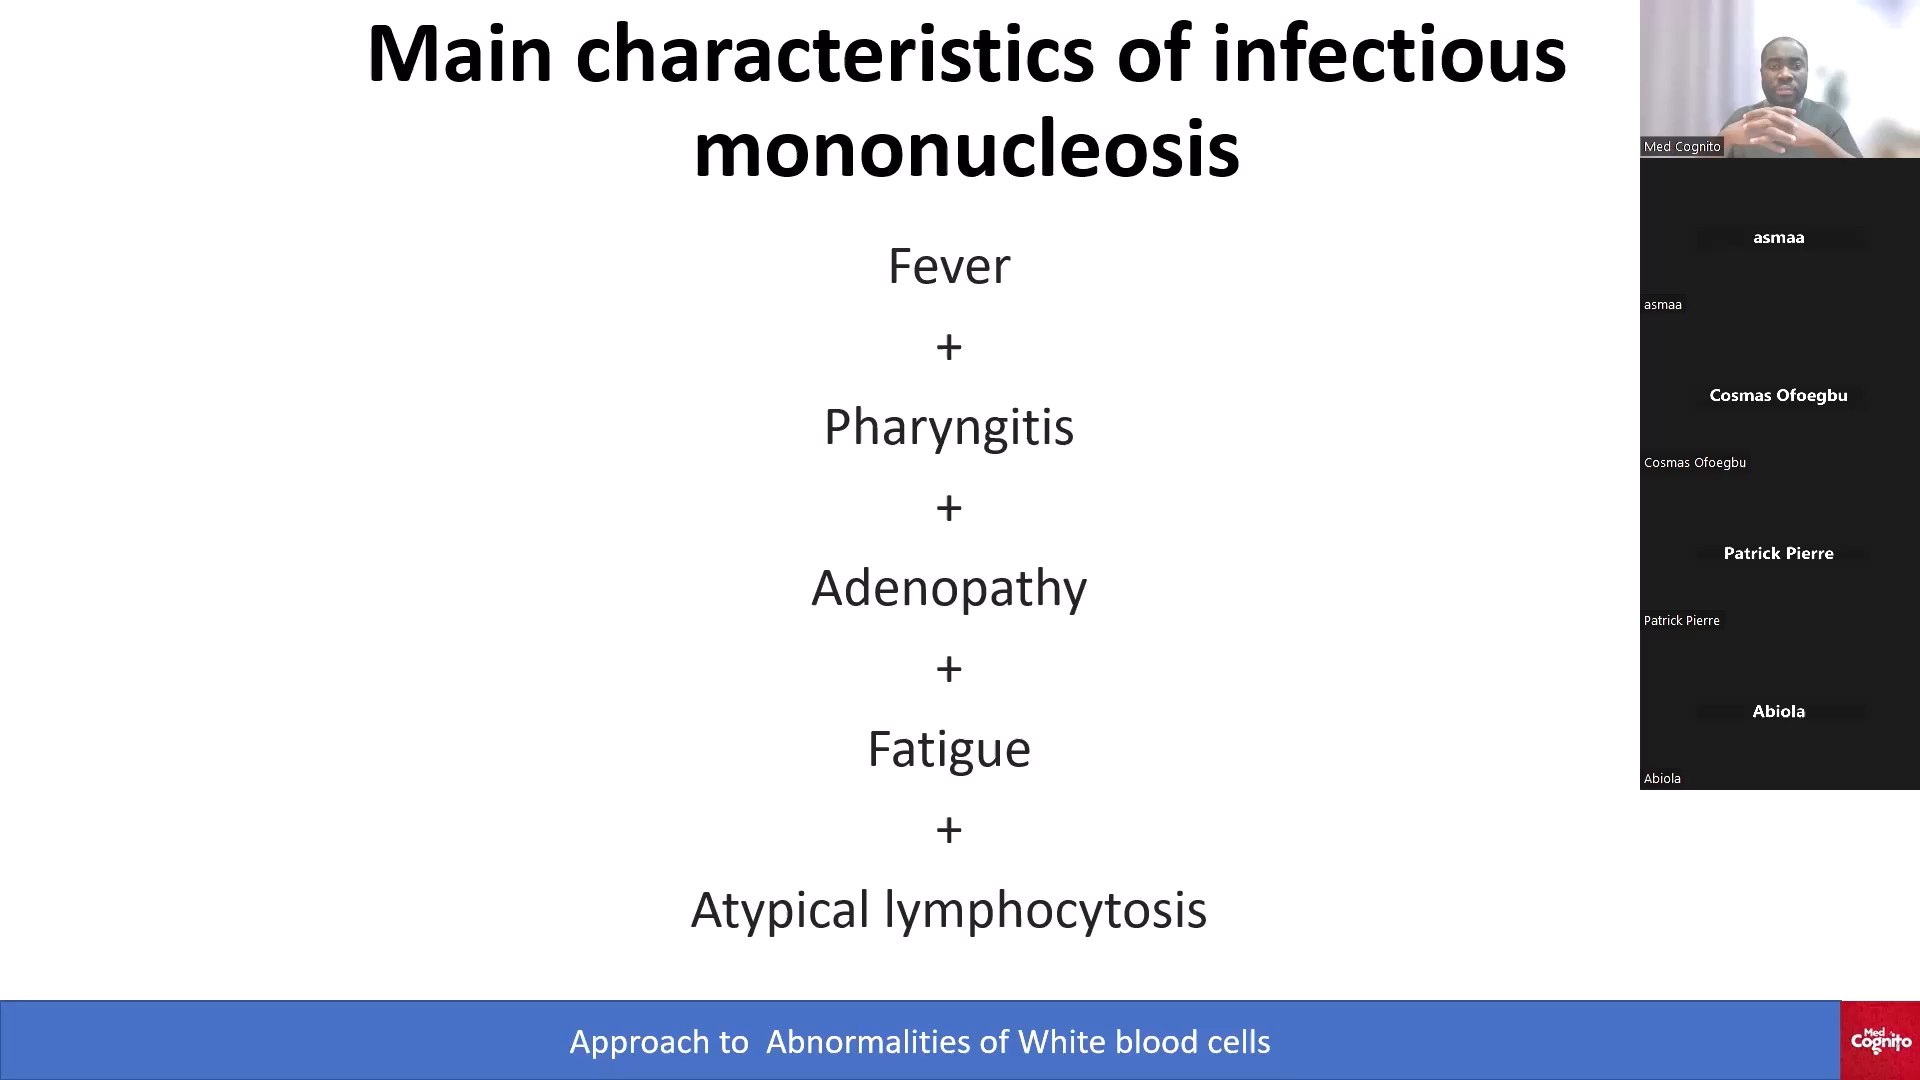 Main characteristics of infectious
mononucleosis
Fever
+
Pharyngitis
+
Adenopathy
+
Fatigue
+
Atypical lymphocytosis
Approach to  Abnormalities of White blood cells
Med
Cognito
Med Cognito
asmaa
asmaa
Cosmas Ofoegbu
Cosmas Ofoegbu
Patrick Pierre
Patrick Pierre
Abiola
Abiola